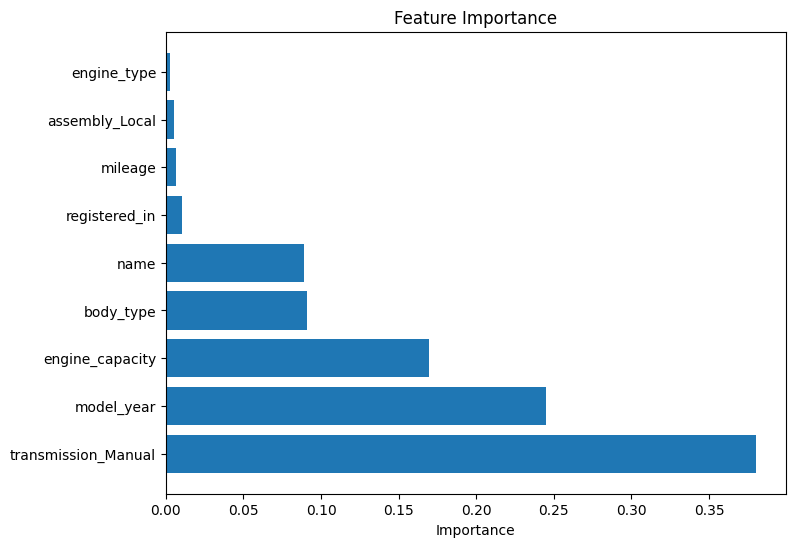 Feature Importance
engine_type
assembly_Local
mileage
registered_in
name
body_type
engine_capacity
model_year
transmission_Manual
0.00 0.05 0.10 0.15 0.20 0.25 0.30 0.35
Importance